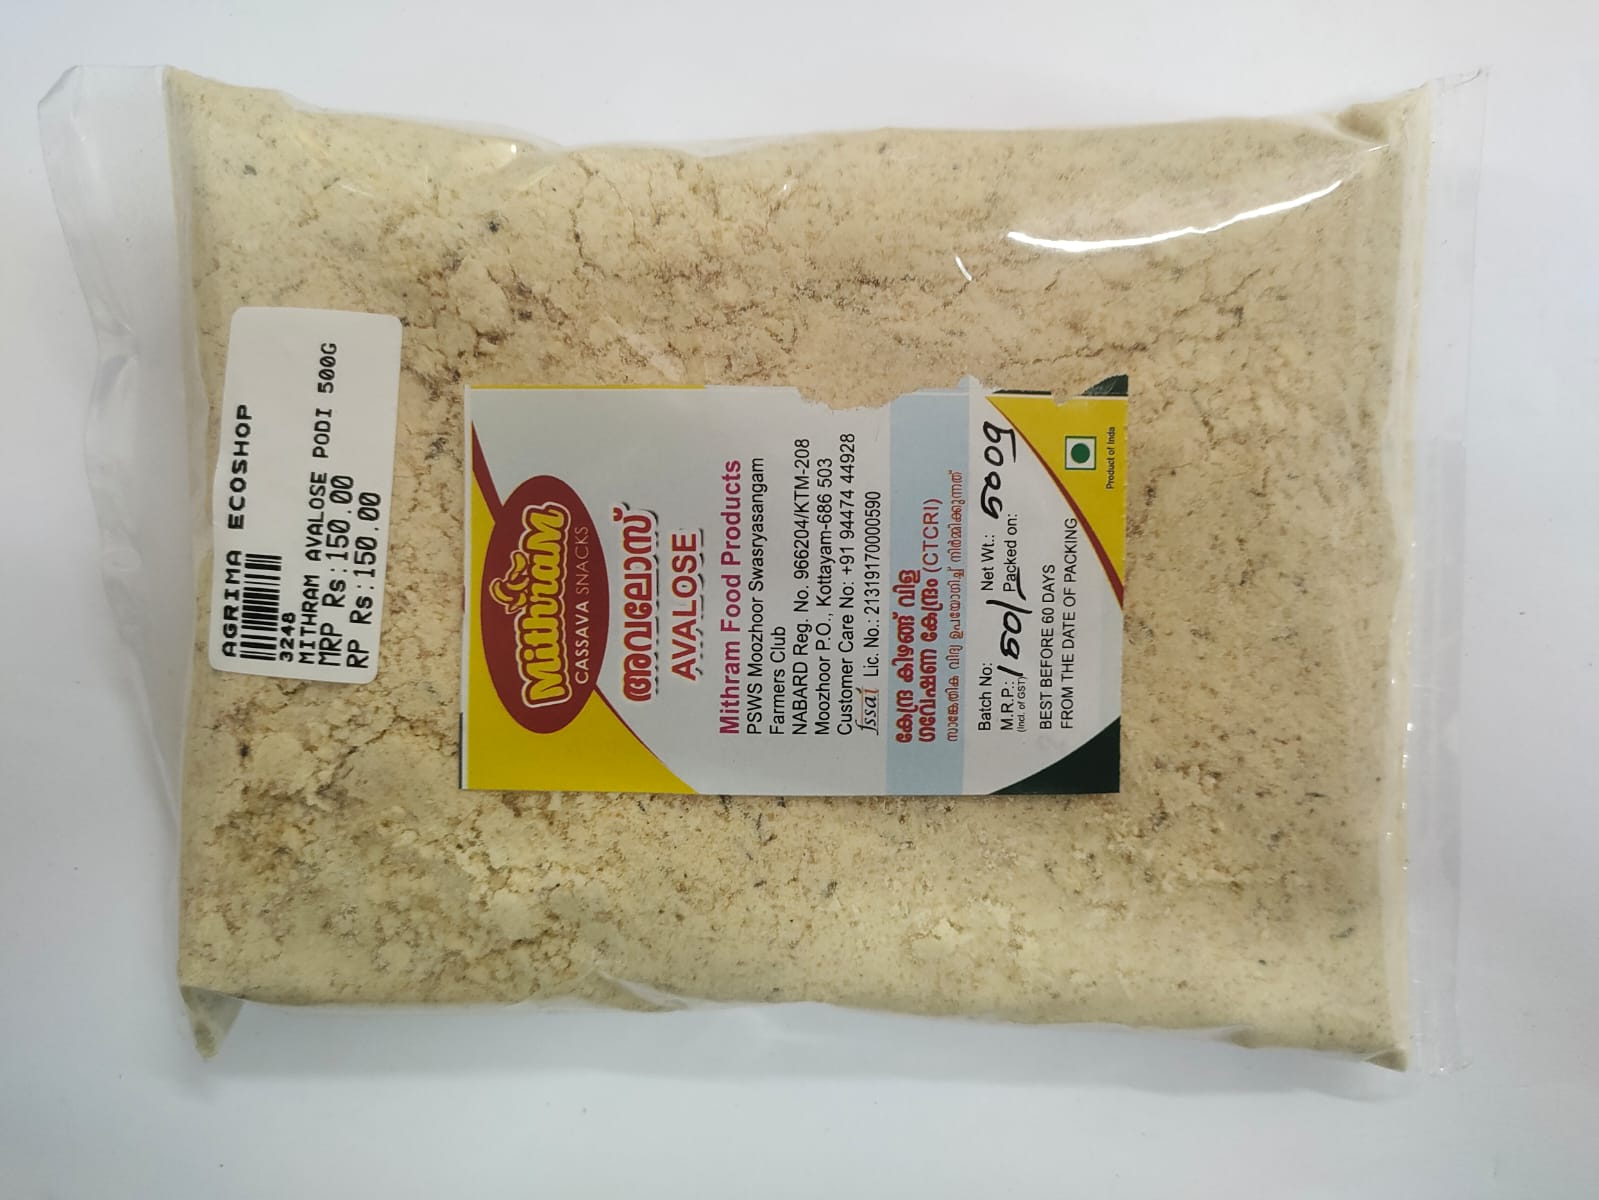 AGRIMA ECOSHOP
3248
MITHRAM AVALOSE PODI 500G
MRP Rs:150.00
RP Rs:150.00
MithraM
CASSAVA SNACKS
അവലോസ്
AVALOSE
Mithram Food Products
PSWS Moozhoor Swasryasangam
Farmers Club
NABARD Reg. No. 966204/KTM-208
Moozhoor P.O., Kottayam-686 503
Customer Care No: +91 94474 44928
fssai Lic. No.: 21319170000590
കേന്ദ്ര കിഴങ്ങ് വിള
ഗവേഷണ കേന്ദ്രം (CTCRI)
സാങ്കേതിക വിദ്യ ഉപയോഗിച്ച് നിർമ്മിക്കുന്നത്
Batch No: Net Wt.: 500g
M.R.P.: 150/- Packed on:
(Incl. of GST)
BEST BEFORE 60 DAYS
FROM THE DATE OF PACKING
Product of Inda